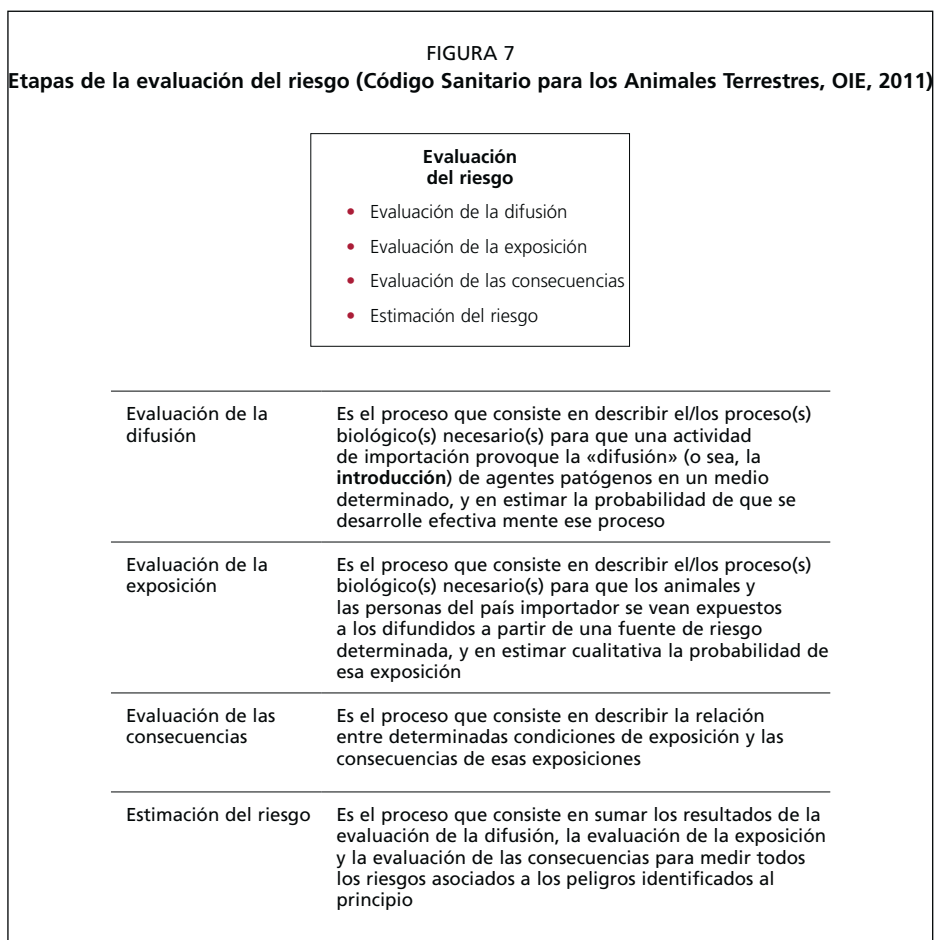 FIGURA 7
Etapas de la evaluación del riesgo (Código Sanitario para los Animales Terrestres, OIE, 2011)
Evaluación
del riesgo
• Evaluación de la difusión
• Evaluación de la exposición
• Evaluación de las consecuencias
• Estimación del riesgo
Evaluación de la
difusión
Es el proceso que consiste en describir el/los proceso(s)
biológico(s) necesario(s) para que una actividad
de importación provoque la «difusión» (o sea, la
introducción) de agentes patógenos en un medio
determinado, y en estimar la probabilidad de que se
desarrolle efectiva mente ese proceso
Evaluación de la
exposición
Es el proceso que consiste en describir el/los proceso(s)
biológico(s) necesario(s) para que los animales y
las personas del país importador se vean expuestos
a los difundidos a partir de una fuente de riesgo
determinada, y en estimar cualitativa la probabilidad de
esa exposición
Evaluación de las
consecuencias
Es el proceso que consiste en describir la relación
entre determinadas condiciones de exposición y las
consecuencias de esas exposiciones
Estimación del riesgo
Es el proceso que consiste en sumar los resultados de la
evaluación de la difusión, la evaluación de la exposición
y la evaluación de las consecuencias para medir todos
los riesgos asociados a los peligros identificados al
principio